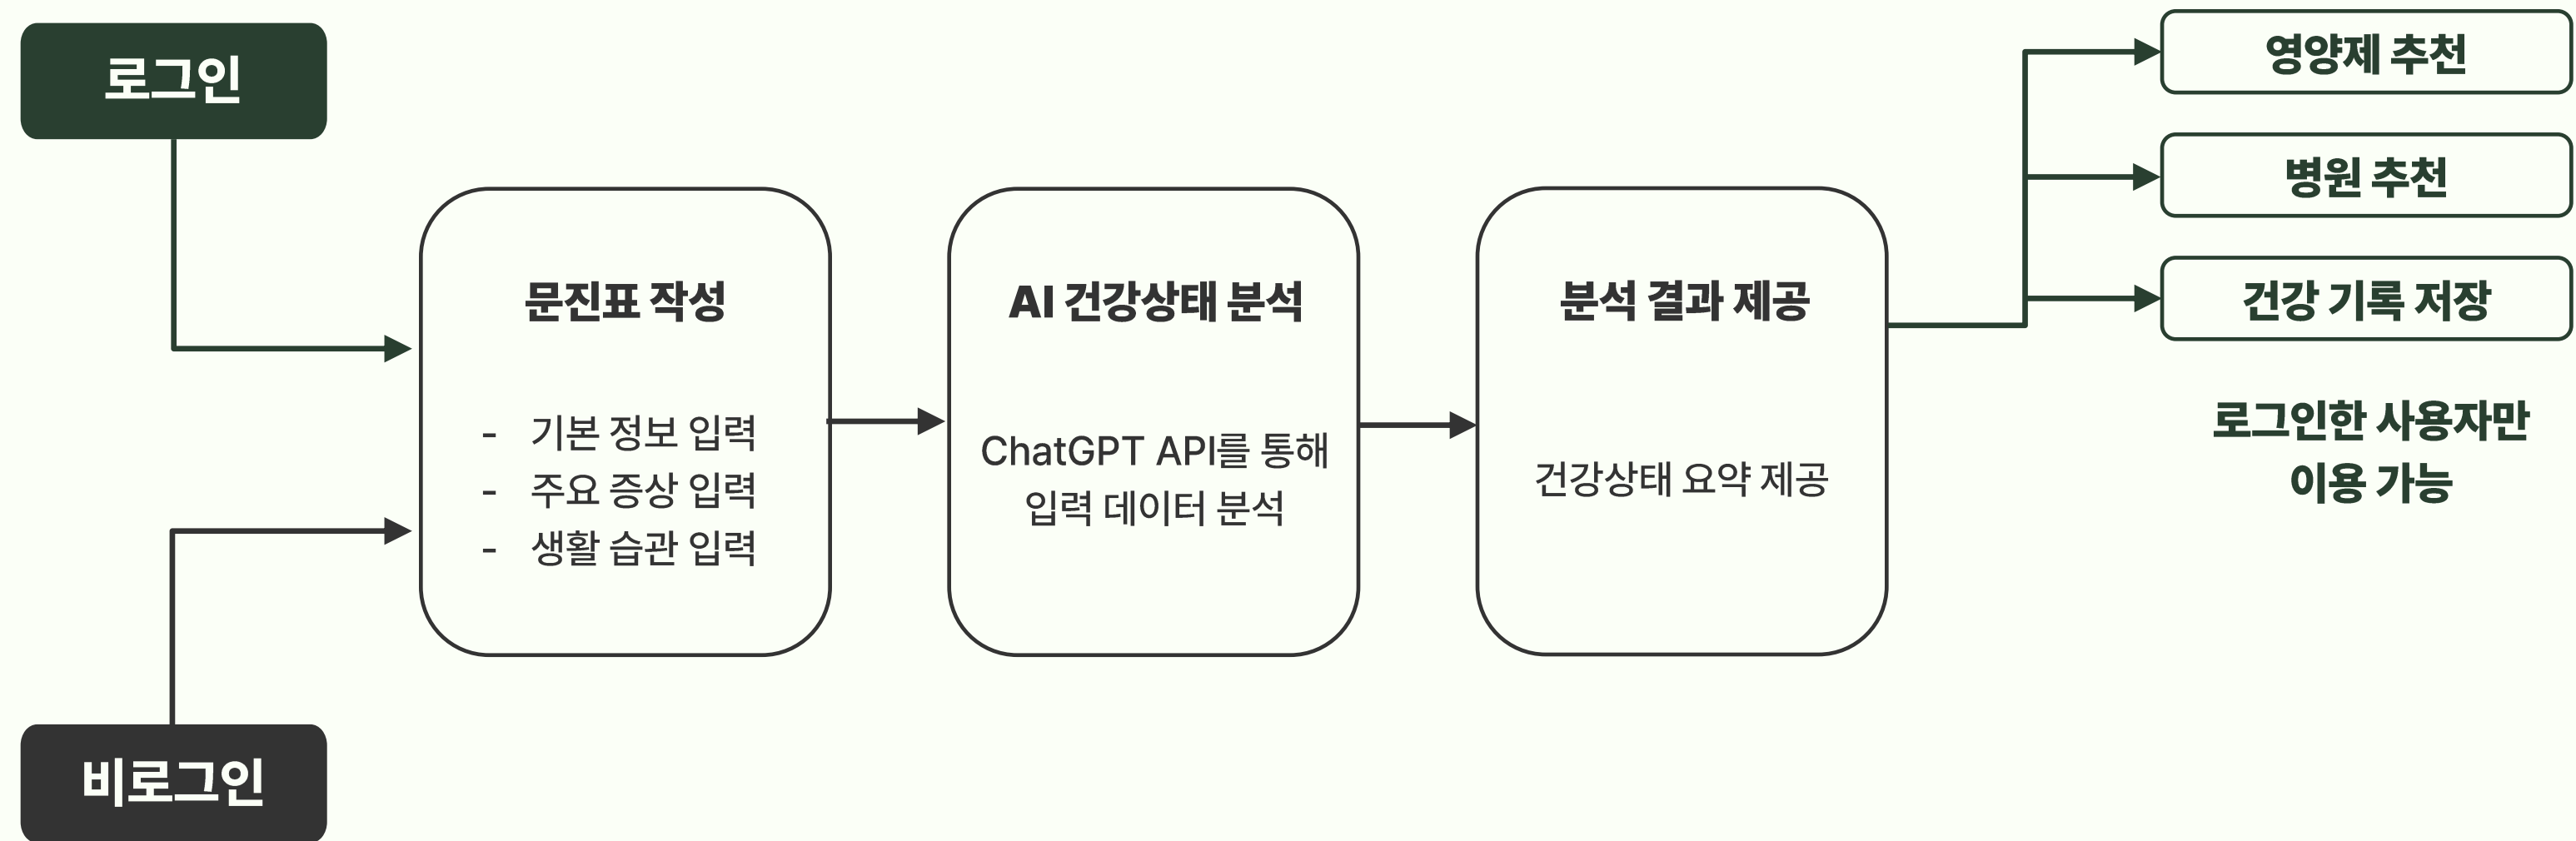 로그인
비로그인
문진표 작성
- 기본 정보 입력
- 주요 증상 입력
- 생활 습관 입력
AI 건강상태 분석
ChatGPT API를 통해
입력 데이터 분석
분석 결과 제공
건강상태 요약 제공
영양제 추천
병원 추천
건강 기록 저장
로그인한 사용자만
이용 가능